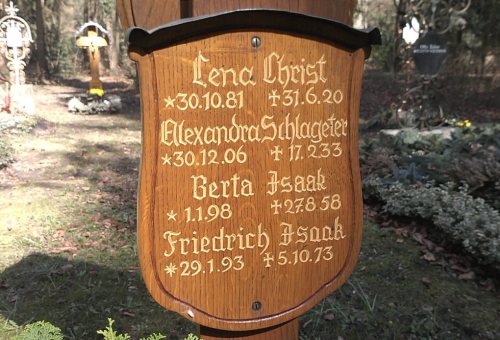 Lena Christ
*30.10.81 ✝31.6.20
Allexandra Schlageter
*30.12.06 ✝17.2.33
Berta Isaak
*1.1.98 ✝27.8.58
Friedrich Isaak
*29.1.93 ✝5.10.73